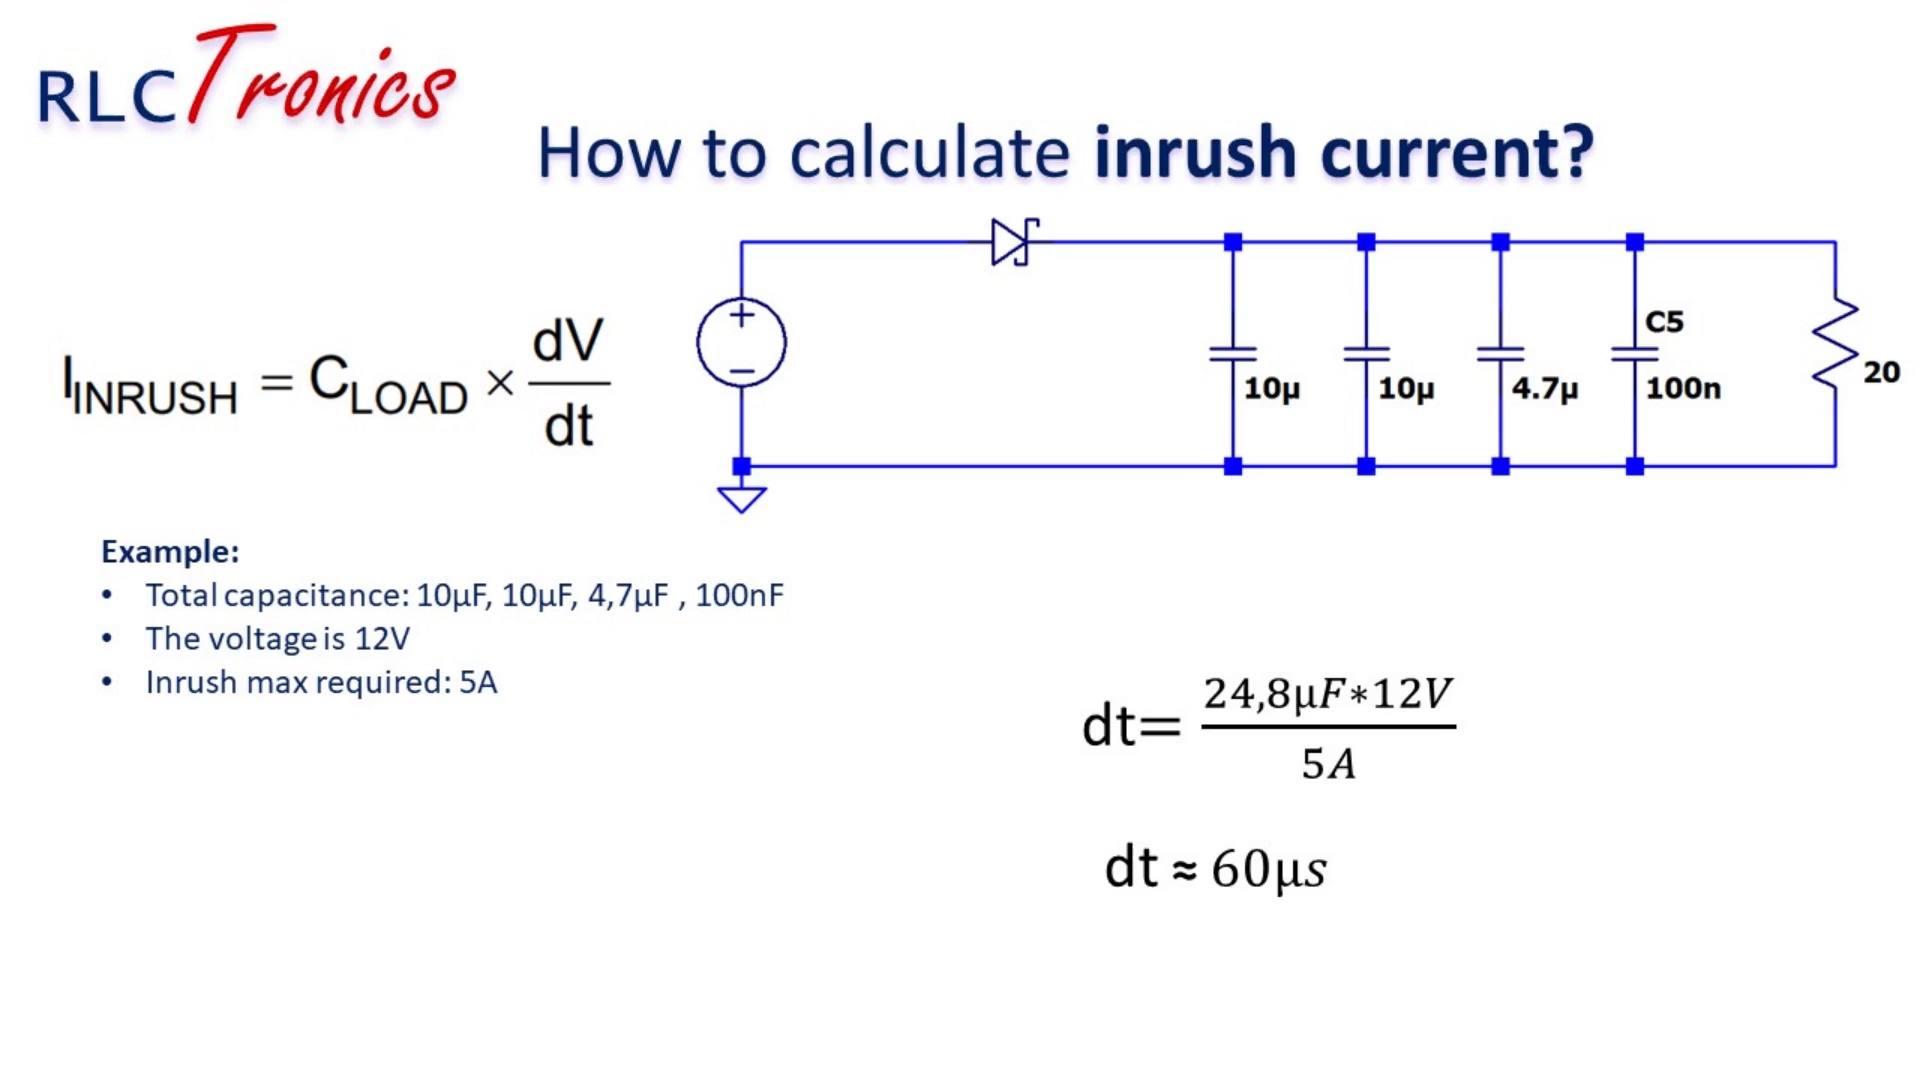 RLCTronics
How to calculate inrush current?
I_INRUSH = C_LOAD × dV/dt
+
−
C5
10µ
10µ
4.7µ
100n
20
Example:
• Total capacitance: 10µF, 10µF, 4,7µF , 100nF
• The voltage is 12V
• Inrush max required: 5A
dt= 24,8µF*12V / 5A
dt ≈ 60µs